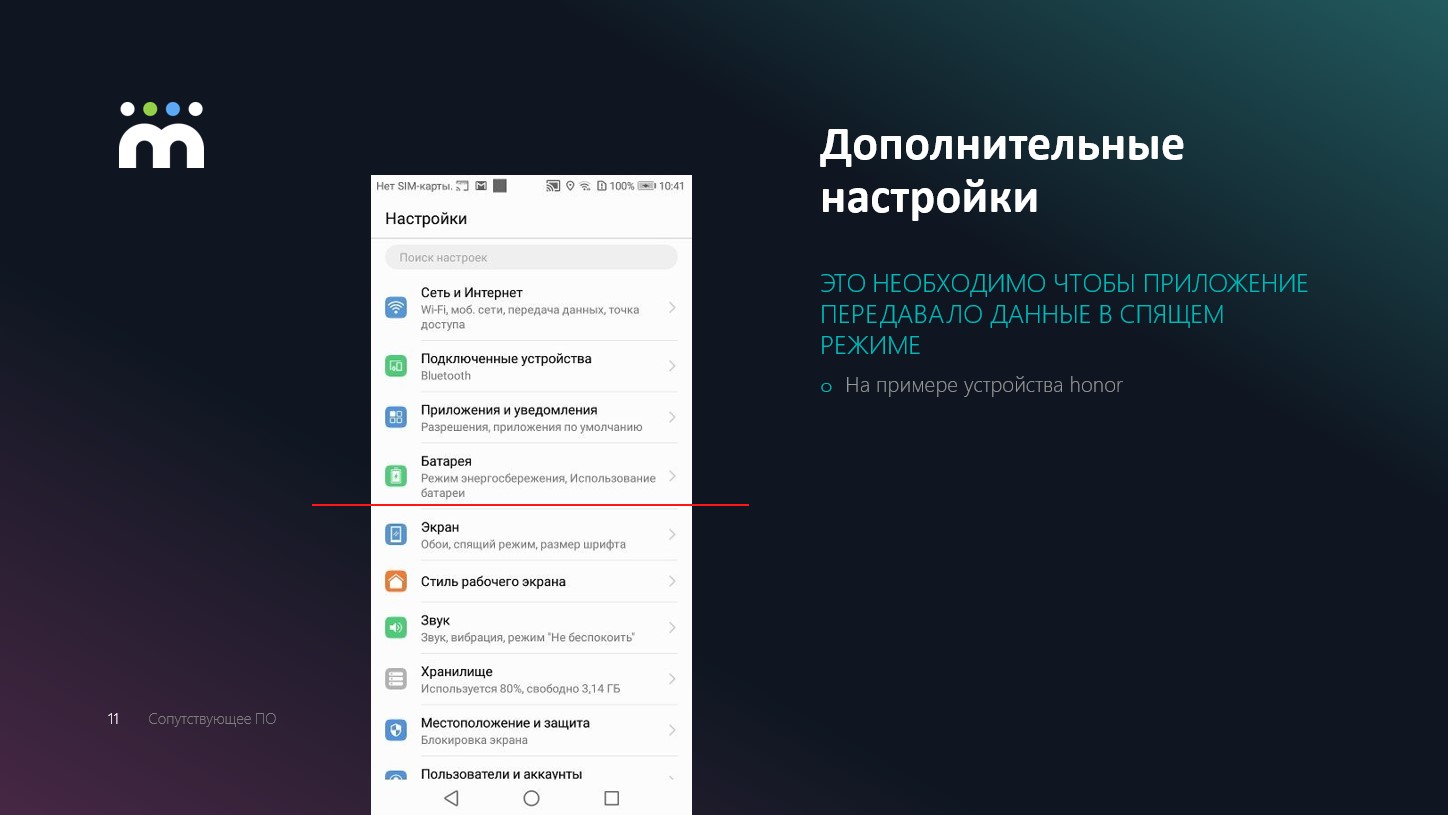 Дополнительные
настройки
ЭТО НЕОБХОДИМО ЧТОБЫ ПРИЛОЖЕНИЕ
ПЕРЕДАВАЛО ДАННЫЕ В СПЯЩЕМ
РЕЖИМЕ
o На примере устройства honor
Нет SIM-карты. 100% 10:41
Настройки
Поиск настроек
Сеть и Интернет
Wi-Fi, моб. сети, передача данных, точка
доступа
Подключенные устройства
Bluetooth
Приложения и уведомления
Разрешения, приложения по умолчанию
Батарея
Режим энергосбережения, Использование
батареи
Экран
Обои, спящий режим, размер шрифта
Стиль рабочего экрана
Звук
Звук, вибрация, режим "Не беспокоить"
Хранилище
Используется 80%, свободно 3,14 ГБ
Местоположение и защита
Блокировка экрана
Пользователи и аккаунты
11 Сопутствующее ПО